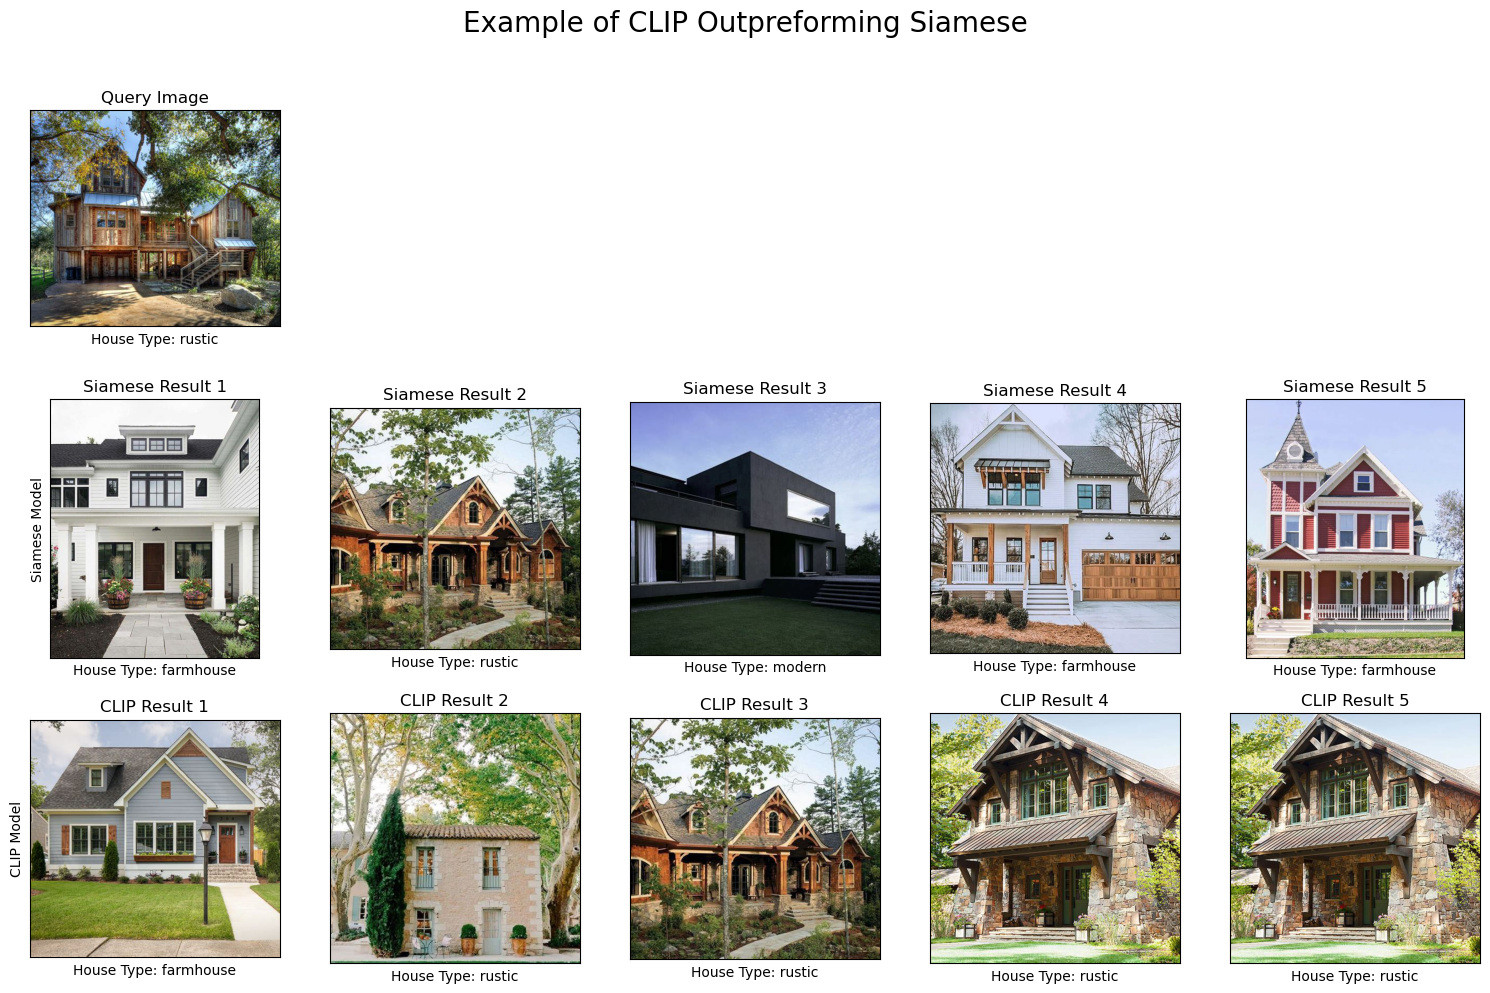 Example of CLIP Outpreforming Siamese
Query Image
House Type: rustic
Siamese Model
Siamese Result 1
House Type: farmhouse
Siamese Result 2
House Type: rustic
Siamese Result 3
House Type: modern
Siamese Result 4
House Type: farmhouse
Siamese Result 5
House Type: farmhouse
CLIP Model
CLIP Result 1
House Type: farmhouse
CLIP Result 2
House Type: rustic
CLIP Result 3
House Type: rustic
CLIP Result 4
House Type: rustic
CLIP Result 5
House Type: rustic